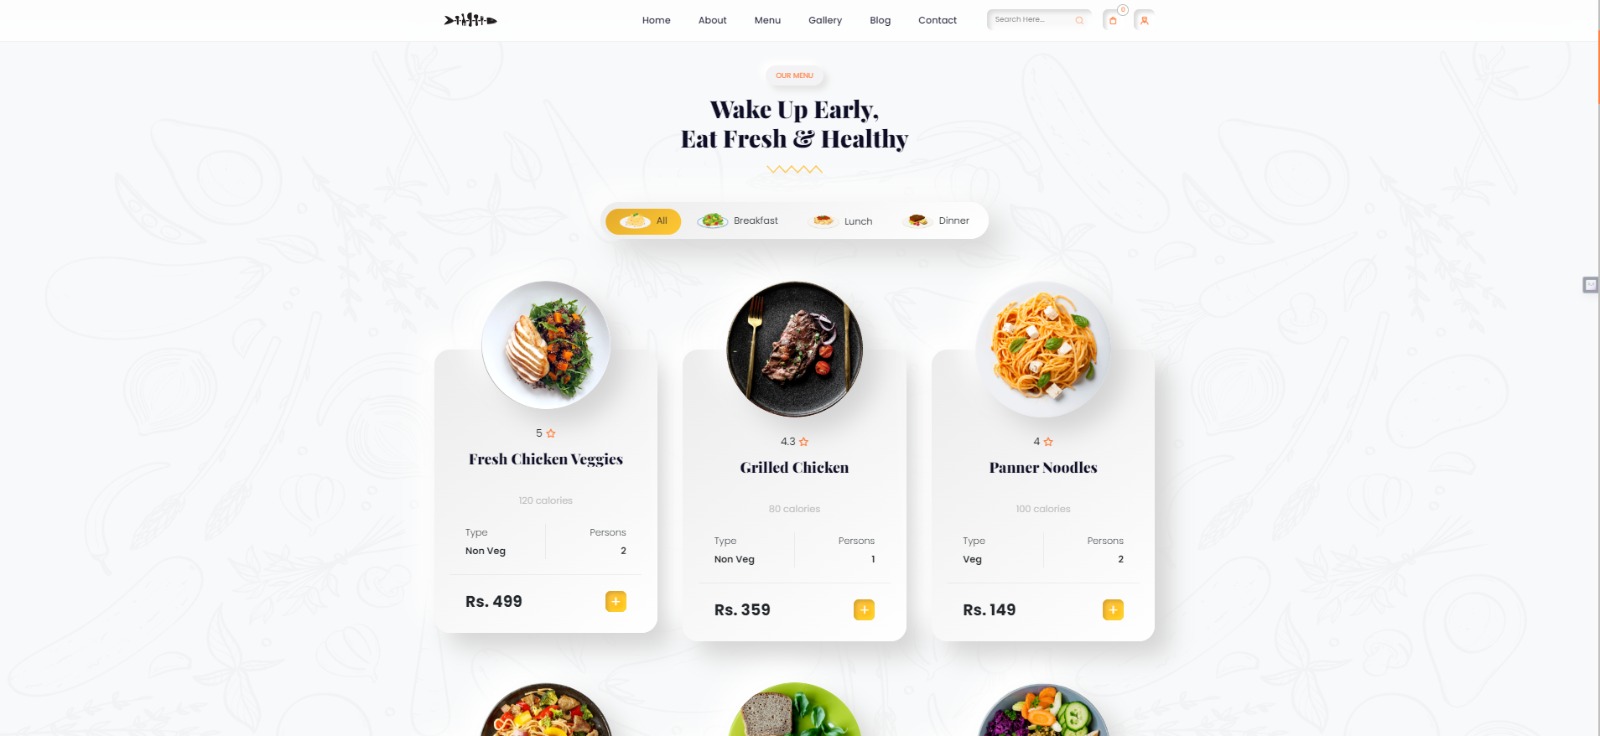 Home About Menu Gallery Blog Contact Search Here... 0
OUR MENU
Wake Up Early,
Eat Fresh & Healthy
All Breakfast Lunch Dinner
5
Fresh Chicken Veggies
120 calories
Type Persons
Non Veg 2
Rs. 499 +
4.3
Grilled Chicken
80 calories
Type Persons
Non Veg 1
Rs. 359 +
4
Panner Noodles
100 calories
Type Persons
Veg 2
Rs. 149 +